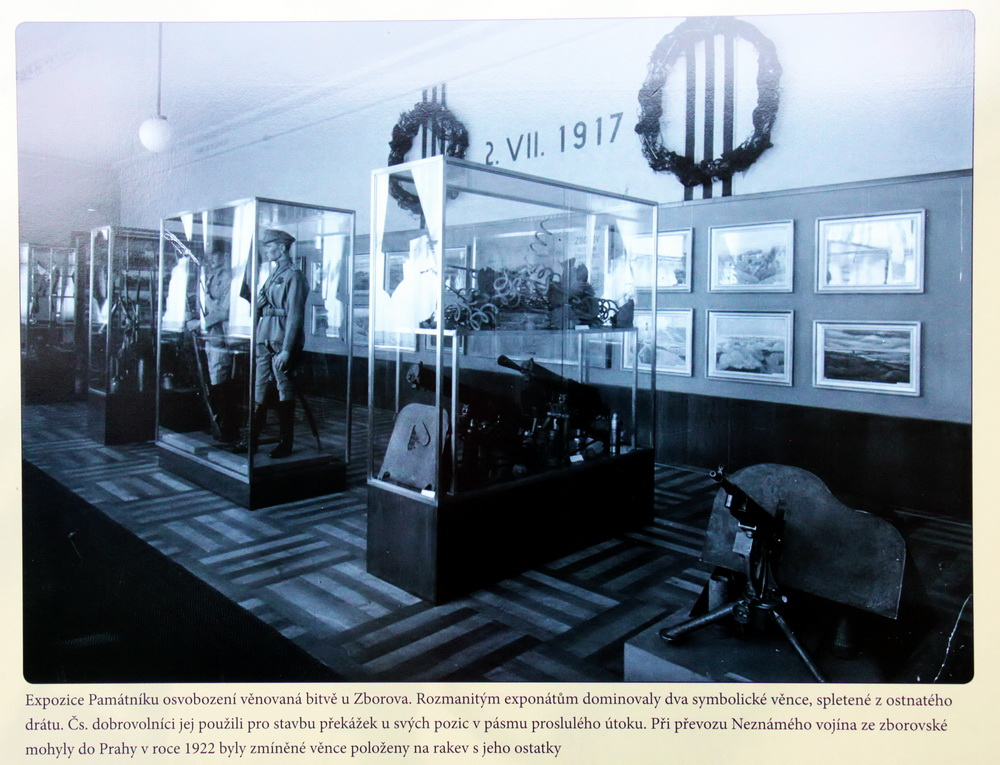 2. VII. 1917
Expozice Památníku osvobození věnovaná bitvě u Zborova. Rozmanitým exponátům dominovaly dva symbolické věnce, spletené z ostnatého
drátu. Čs. dobrovolníci jej použili pro stavbu překážek u svých pozic v pásmu proslulého útoku. Při převozu Neznámého vojína ze zborovské
mohyly do Prahy v roce 1922 byly zmíněné věnce položeny na rakev s jeho ostatky